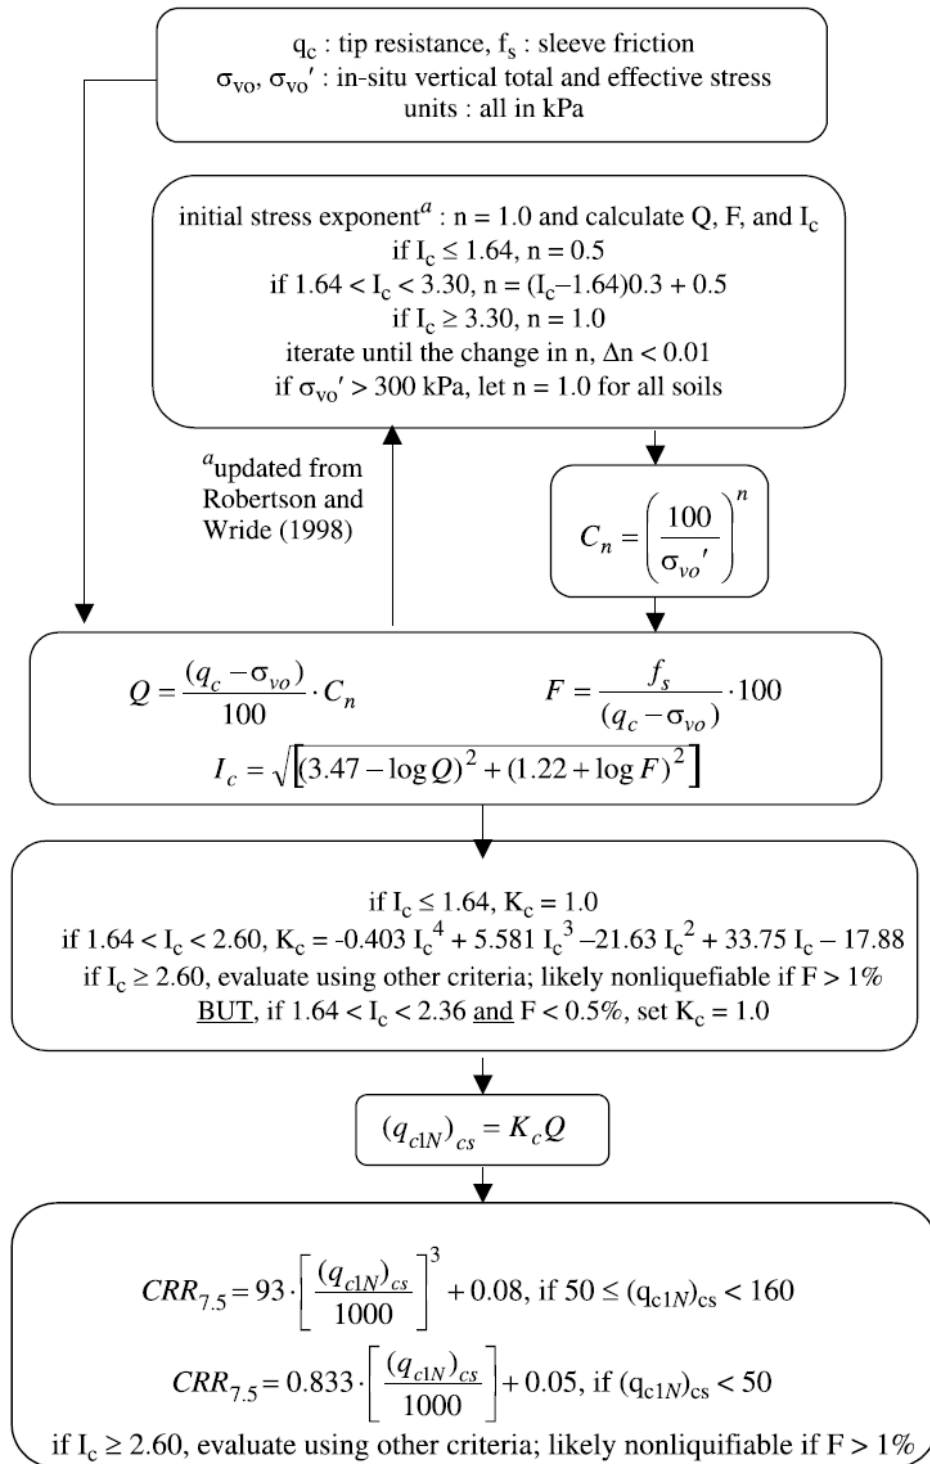 q_c : tip resistance, f_s : sleeve friction
σ_vo, σ_vo′ : in-situ vertical total and effective stress
units : all in kPa
initial stress exponent^a : n = 1.0 and calculate Q, F, and I_c
if I_c ≤ 1.64, n = 0.5
if 1.64 < I_c < 3.30, n = (I_c–1.64)0.3 + 0.5
if I_c ≥ 3.30, n = 1.0
iterate until the change in n, Δn < 0.01
if σ_vo′ > 300 kPa, let n = 1.0 for all soils
^a updated from
Robertson and
Wride (1998)
C_n = (100 / σ_vo′)^n
Q = (q_c − σ_vo) / 100 · C_n
F = f_s / (q_c − σ_vo) · 100
I_c = √[(3.47 − log Q)^2 + (1.22 + log F)^2]
if I_c ≤ 1.64, K_c = 1.0
if 1.64 < I_c < 2.60, K_c = -0.403 I_c^4 + 5.581 I_c^3 –21.63 I_c^2 + 33.75 I_c – 17.88
if I_c ≥ 2.60, evaluate using other criteria; likely nonliquefiable if F > 1%
BUT, if 1.64 < I_c < 2.36 and F < 0.5%, set K_c = 1.0
(q_c1N)_cs = K_c Q
CRR_7.5 = 93 · [(q_c1N)_cs / 1000]^3 + 0.08, if 50 ≤ (q_c1N)_cs < 160
CRR_7.5 = 0.833 · [(q_c1N)_cs / 1000] + 0.05, if (q_c1N)_cs < 50
if I_c ≥ 2.60, evaluate using other criteria; likely nonliquifiable if F > 1%